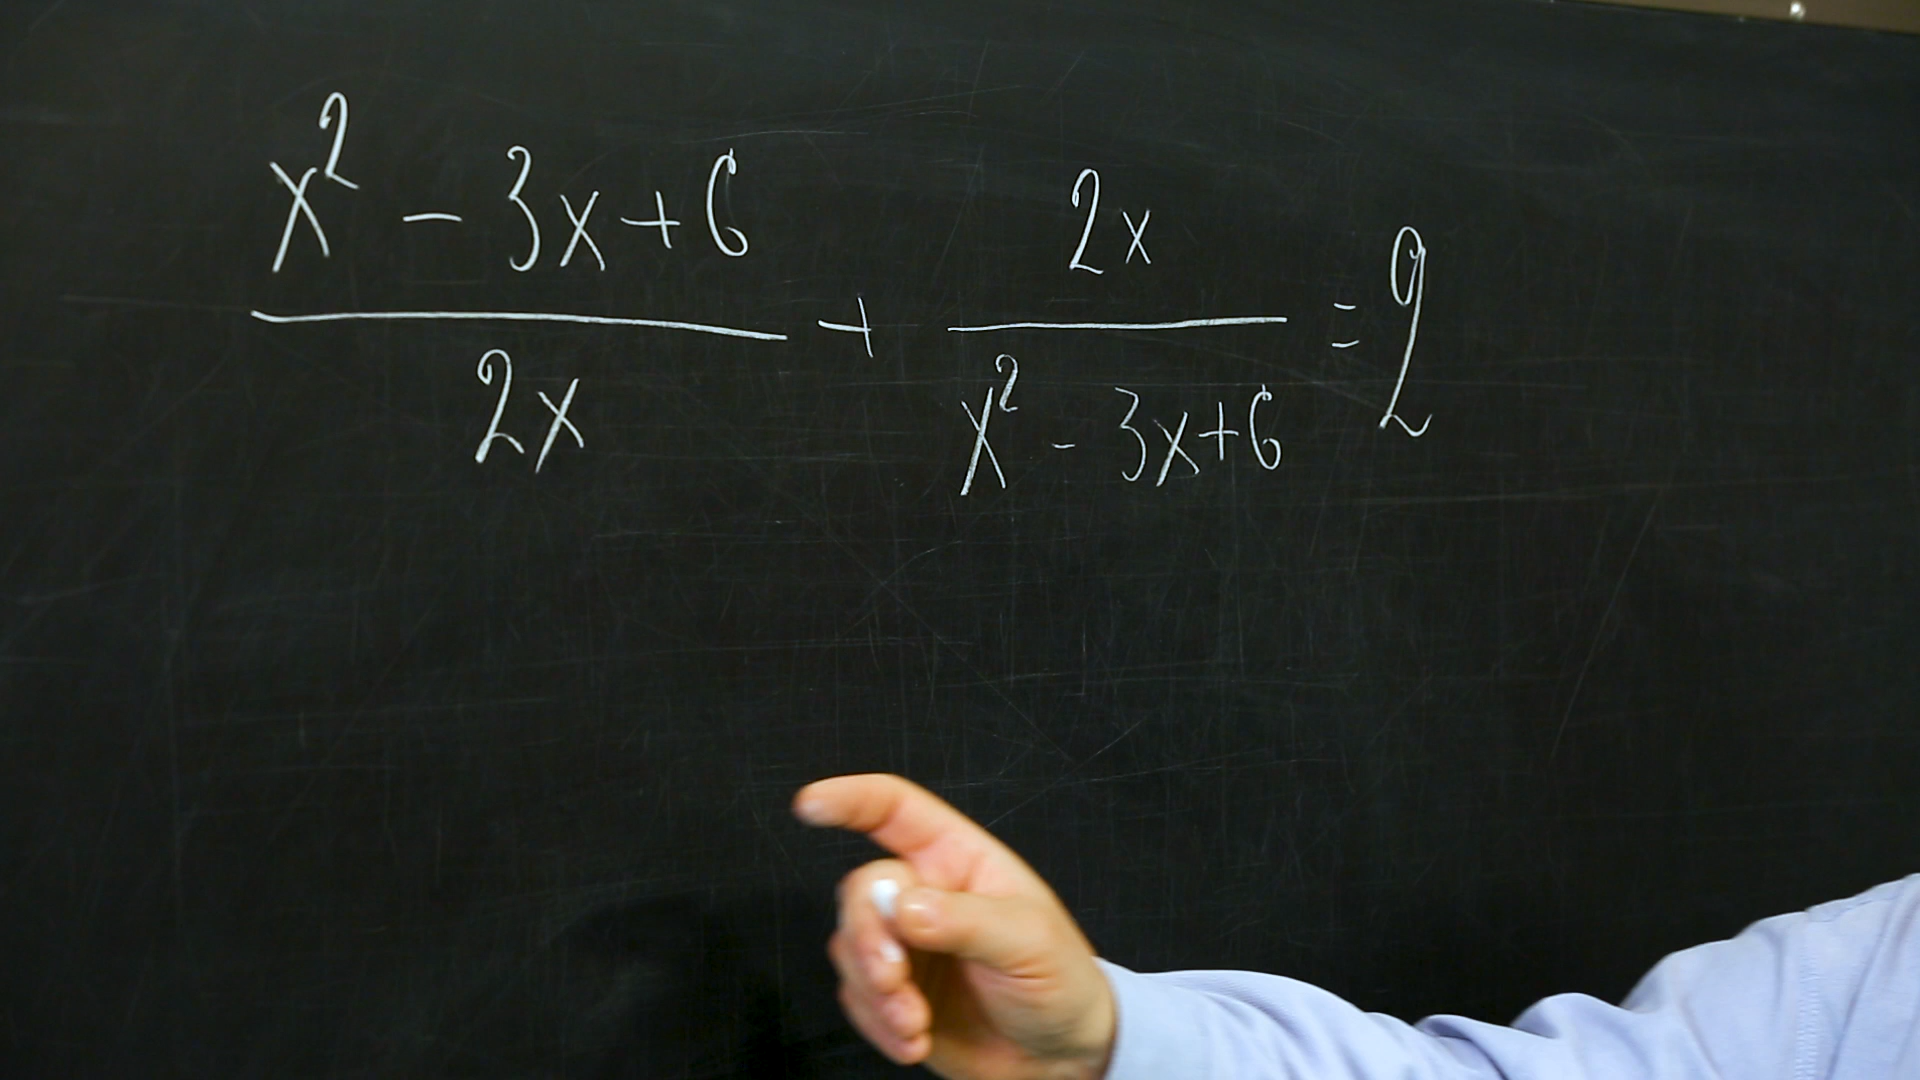 x² - 3x + 6 / 2x + 2x / x² - 3x + 6 = 2